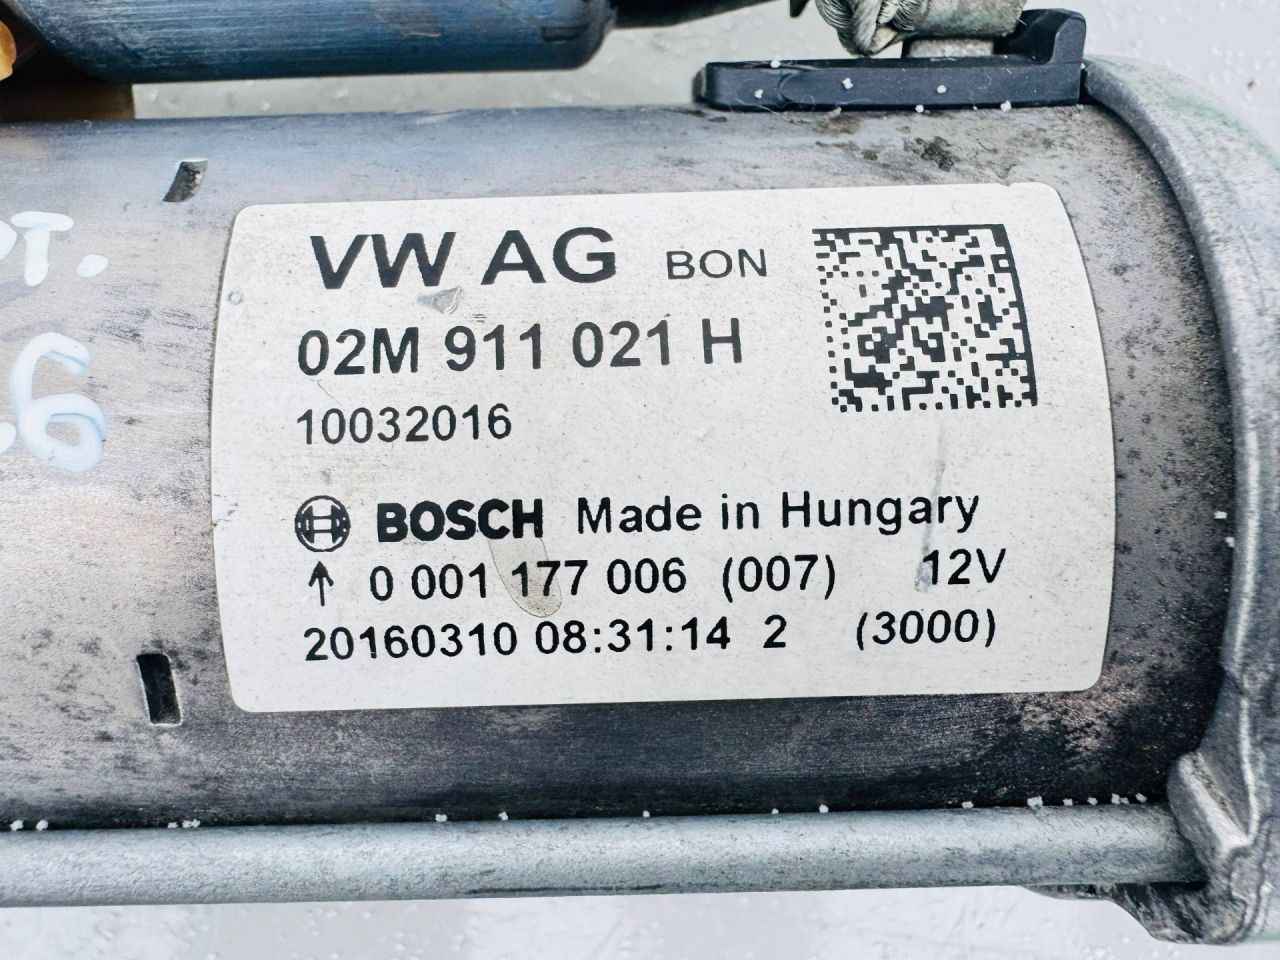 VW AG BON
02M 911 021 H
10032016
BOSCH Made in Hungary
↑ 0 001 177 006 (007) 12V
20160310 08:31:14 2 (3000)